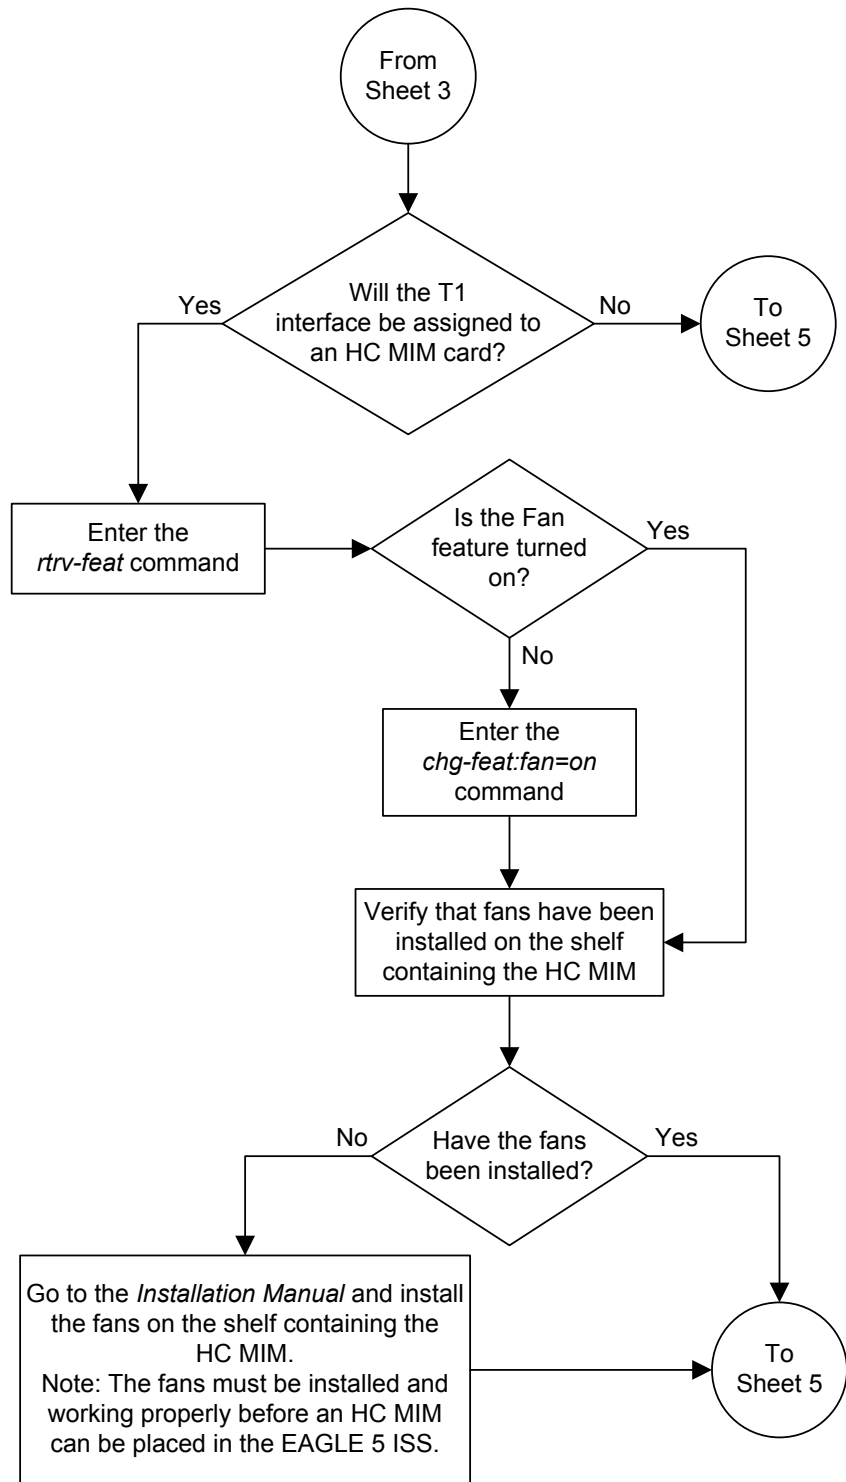 From
Sheet 3
Will the T1
interface be assigned to
an HC MIM card?
Yes
No
To
Sheet 5
Enter the
rtrv-feat command
Is the Fan
feature turned
on?
Yes
No
Enter the
chg-feat:fan=on
command
Verify that fans have been
installed on the shelf
containing the HC MIM
Have the fans
been installed?
No
Yes
Go to the Installation Manual and install
the fans on the shelf containing the
HC MIM.
Note: The fans must be installed and
working properly before an HC MIM
can be placed in the EAGLE 5 ISS.
To
Sheet 5